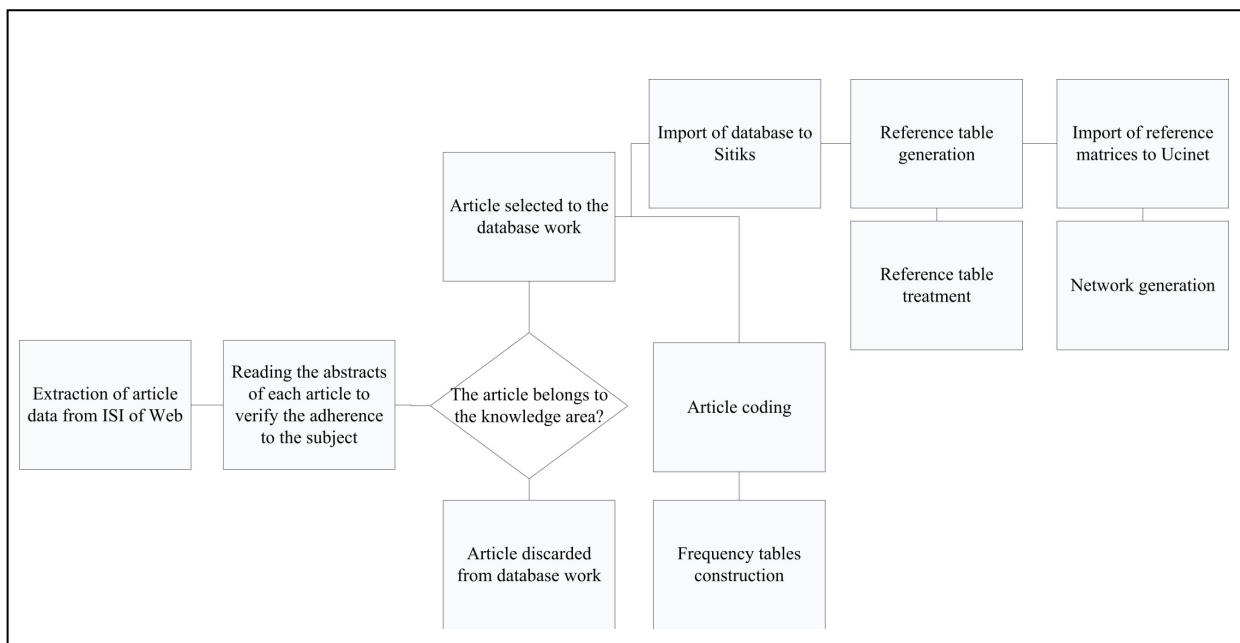 Extraction of article
data from ISI of Web
Reading the abstracts
of each article to
verify the adherence
to the subject
The article belongs to
the knowledge area?
Article selected to the
database work
Article discarded
from database work
Import of database to
Sitiks
Reference table
generation
Import of reference
matrices to Ucinet
Reference table
treatment
Network generation
Article coding
Frequency tables
construction